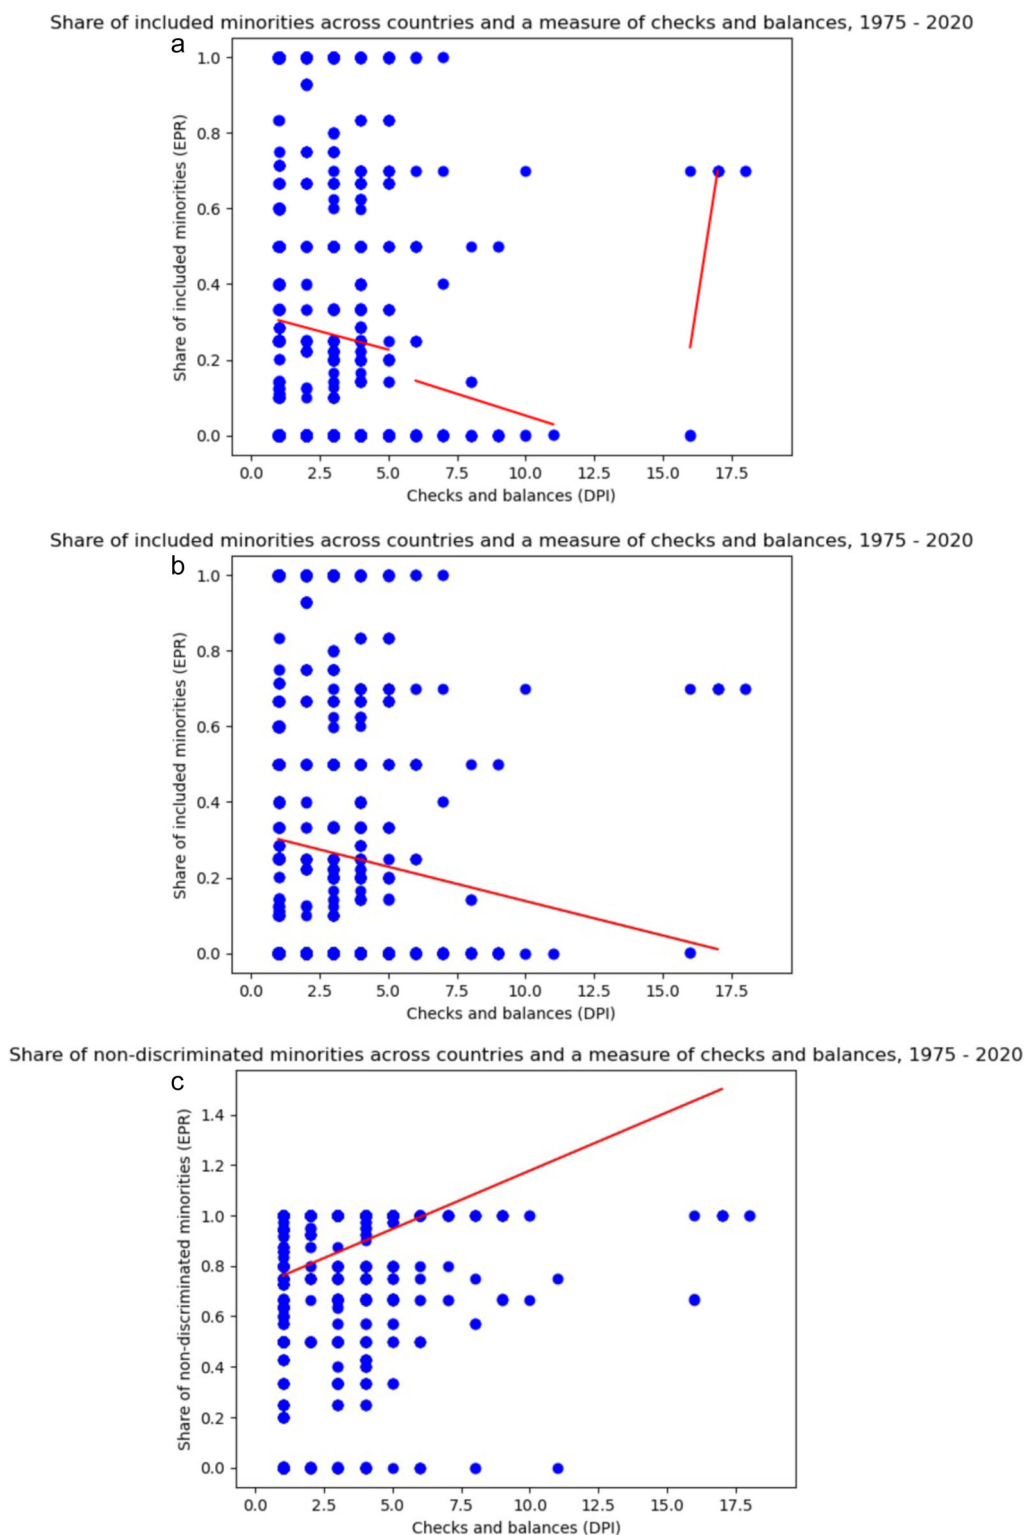 Share of included minorities across countries and a measure of checks and balances, 1975 - 2020
a
Share of included minorities (EPR)
1.0
0.8
0.6
0.4
0.2
0.0
0.0 2.5 5.0 7.5 10.0 12.5 15.0 17.5
Checks and balances (DPI)
Share of included minorities across countries and a measure of checks and balances, 1975 - 2020
b
Share of included minorities (EPR)
1.0
0.8
0.6
0.4
0.2
0.0
0.0 2.5 5.0 7.5 10.0 12.5 15.0 17.5
Checks and balances (DPI)
Share of non-discriminated minorities across countries and a measure of checks and balances, 1975 - 2020
c
Share of non-discriminated minorities (EPR)
1.4
1.2
1.0
0.8
0.6
0.4
0.2
0.0
0.0 2.5 5.0 7.5 10.0 12.5 15.0 17.5
Checks and balances (DPI)